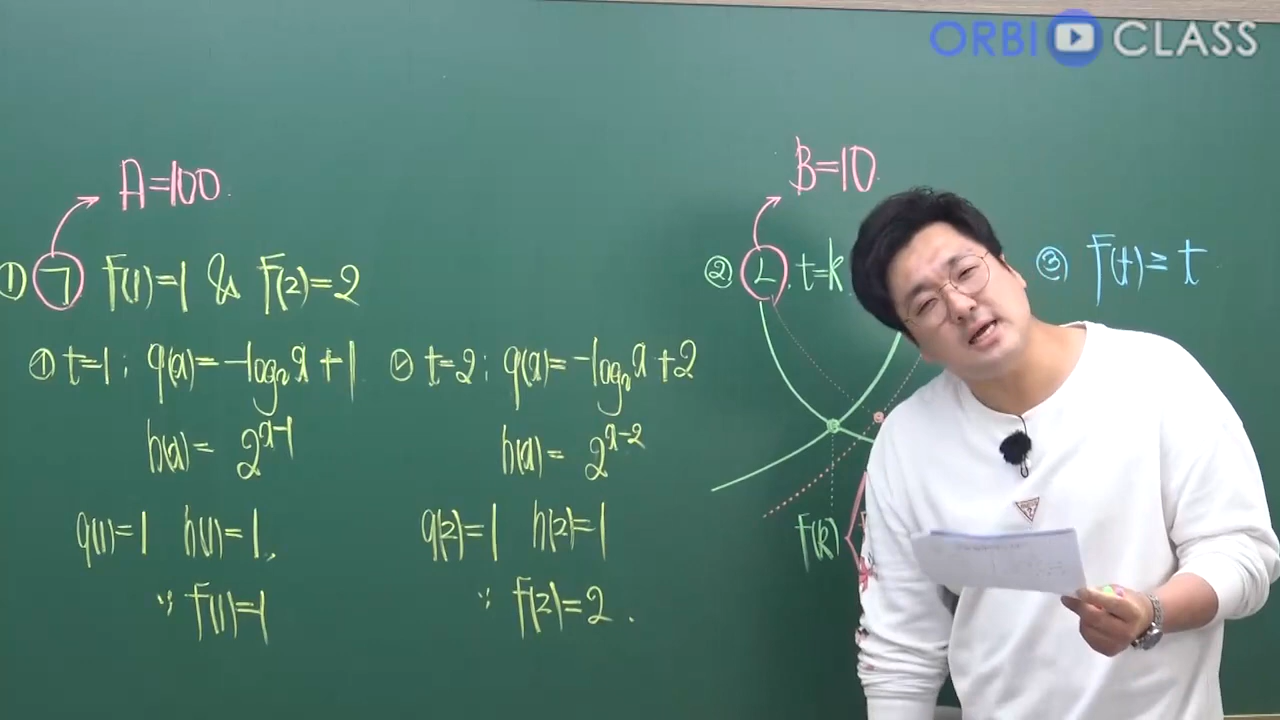 ORBI CLASS
A=100
① ㄱ f(1)=1 & f(2)=2
① t=1 ; g(x)=-log₂x+1
h(x)=2^{x-1}
g(1)=1 h(1)=1,
∵ f(1)=1
② t=2 ; g(x)=-log₂x+2
h(x)=2^{x-2}
g(2)=1 h(2)=1
∵ f(2)=2.
B=10
② ㄴ. t=k
f(k)
③ f(t)≥t